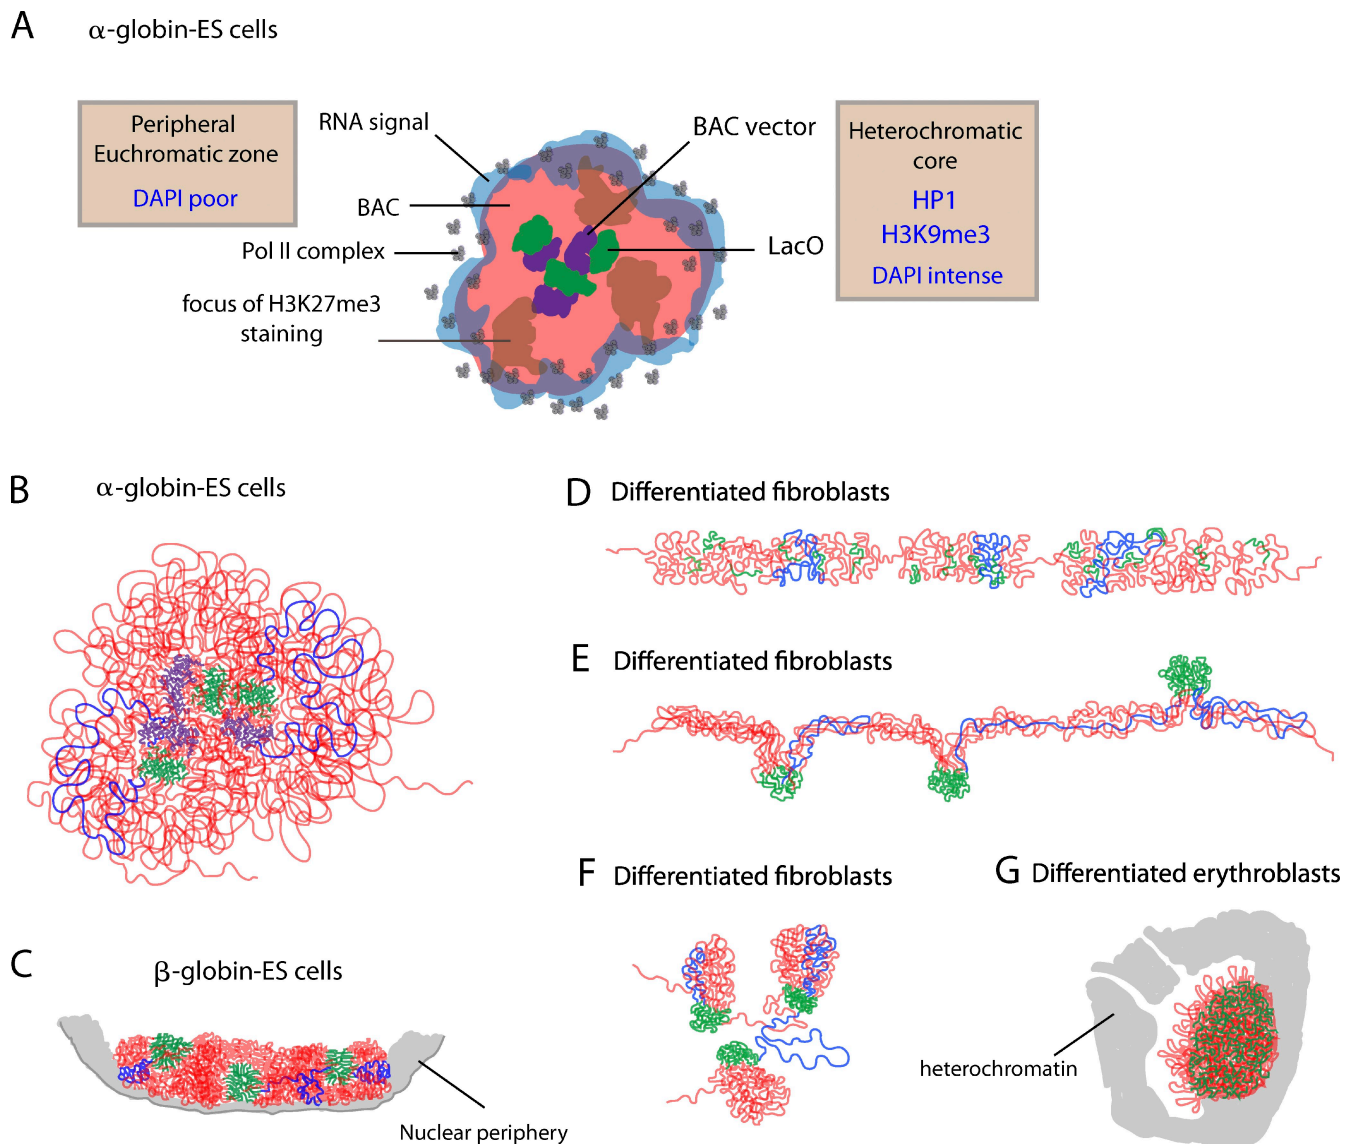 A
α-globin-ES cells
Peripheral
Euchromatic zone
DAPI poor
RNA signal
BAC
Pol II complex
focus of H3K27me3
staining
BAC vector
LacO
Heterochromatic
core
HP1
H3K9me3
DAPI intense
B
α-globin-ES cells
C
β-globin-ES cells
Nuclear periphery
D
Differentiated fibroblasts
E
Differentiated fibroblasts
F
Differentiated fibroblasts
G
Differentiated erythroblasts
heterochromatin